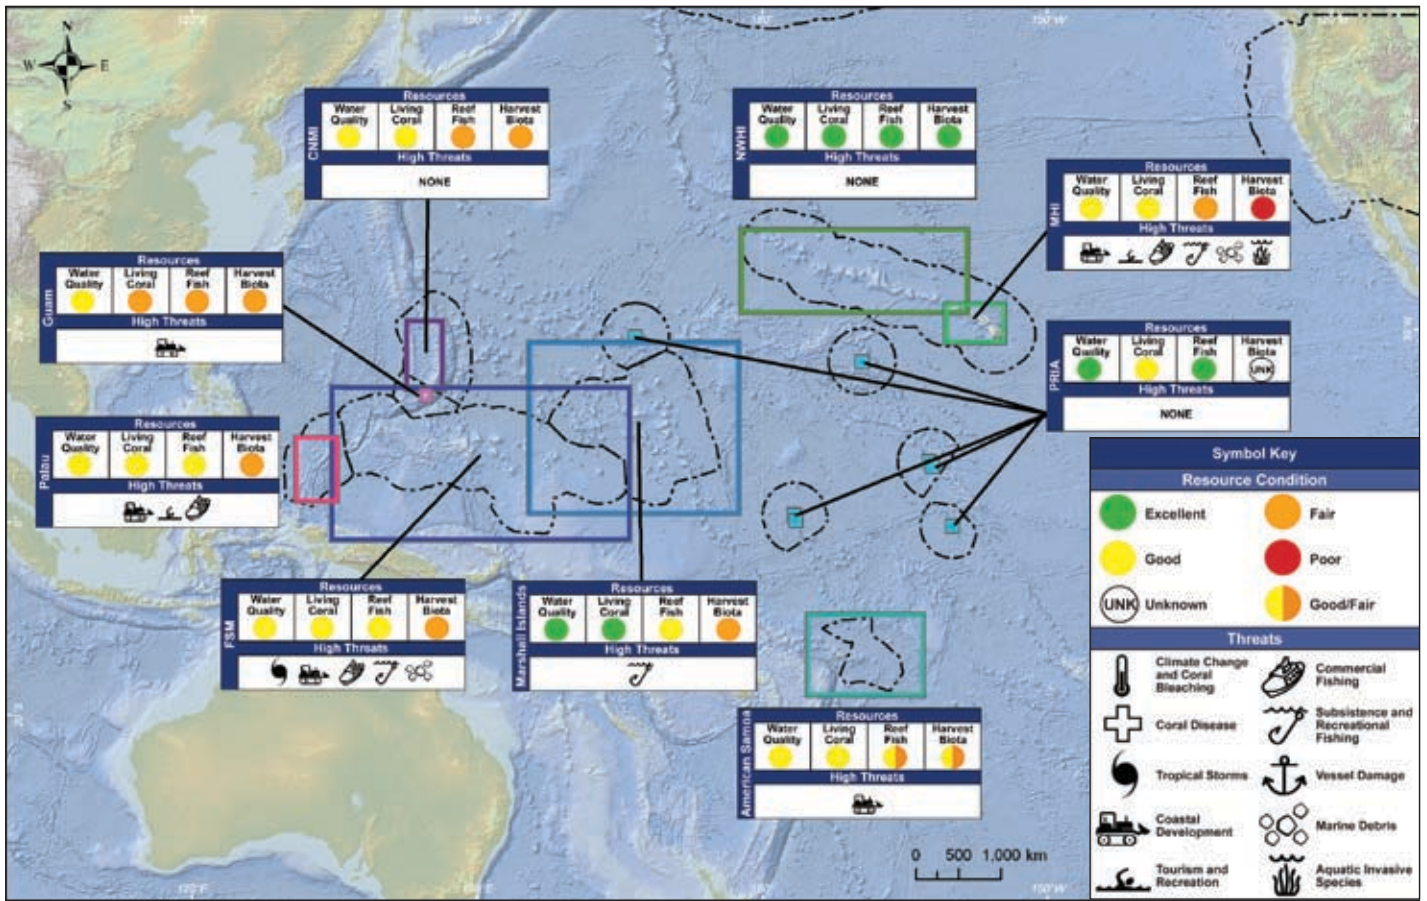 120°E
180°
150°W
N
W E
S
CNMI
Resources
Water Quality
Living Coral
Reef Fish
Harvest Biota
High Threats
NONE
NWHI
Resources
Water Quality
Living Coral
Reef Fish
Harvest Biota
High Threats
NONE
MHI
Resources
Water Quality
Living Coral
Reef Fish
Harvest Biota
High Threats
Guam
Resources
Water Quality
Living Coral
Reef Fish
Harvest Biota
High Threats
PRIA
Resources
Water Quality
Living Coral
Reef Fish
Harvest Biota
UNK
High Threats
NONE
Palau
Resources
Water Quality
Living Coral
Reef Fish
Harvest Biota
High Threats
FSM
Resources
Water Quality
Living Coral
Reef Fish
Harvest Biota
High Threats
Marshall Islands
Resources
Water Quality
Living Coral
Reef Fish
Harvest Biota
High Threats
American Samoa
Resources
Water Quality
Living Coral
Reef Fish
Harvest Biota
High Threats
Symbol Key
Resource Condition
Excellent
Fair
Good
Poor
UNK Unknown
Good/Fair
Threats
Climate Change
and Coral
Bleaching
Commercial
Fishing
Coral Disease
Subsistence and
Recreational
Fishing
Tropical Storms
Vessel Damage
Coastal
Development
Marine Debris
Tourism and
Recreation
Aquatic Invasive
Species
0 500 1,000 km
120°E
180°
150°W